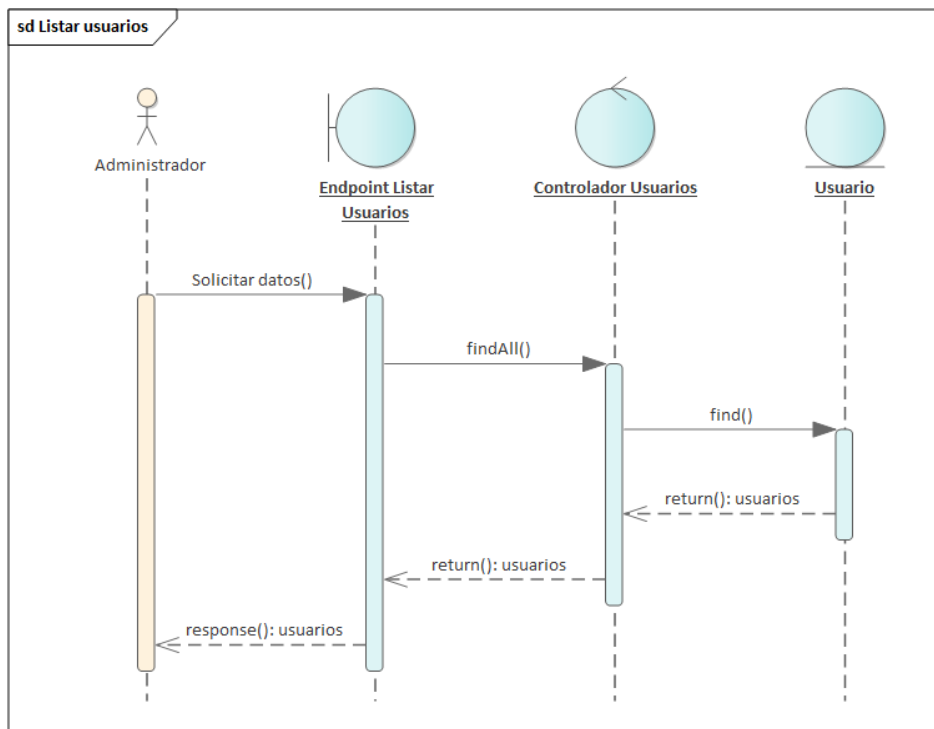 sd Listar usuarios
Administrador
Endpoint Listar
Usuarios
Controlador Usuarios
Usuario
Solicitar datos()
findAll()
find()
return(): usuarios
return(): usuarios
response(): usuarios